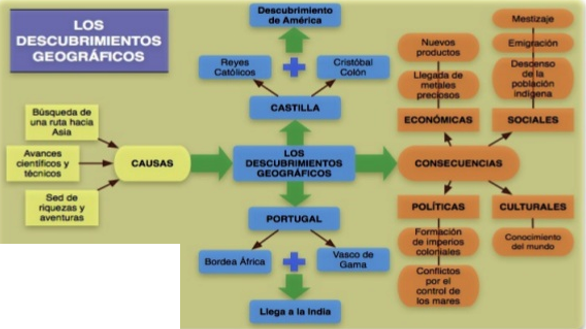 LOS
DESCUBRIMIENTOS
GEOGRÁFICOS
Descubrimiento
de América
Reyes
Católicos
Cristóbal
Colón
CASTILLA
Búsqueda de
una ruta hacia
Asia
Avances
científicos y
técnicos
Sed de
riquezas y
aventuras
CAUSAS
LOS
DESCUBRIMIENTOS
GEOGRÁFICOS
PORTUGAL
Bordea África
Vasco de
Gama
Llega a la India
CONSECUENCIAS
Nuevos
productos
Llegada de
metales
preciosos
ECONÓMICAS
Mestizaje
Emigración
Descenso
de la
población
indígena
SOCIALES
POLÍTICAS
Formación
de imperios
coloniales
Conflictos
por el
control de
los mares
CULTURALES
Conocimiento
del mundo